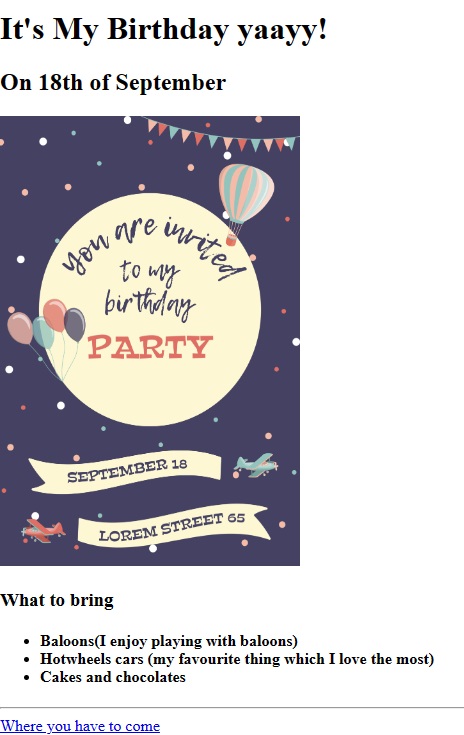 It's My Birthday yaayy!
On 18th of September
you are invited
to my
birthday
PARTY
SEPTEMBER 18
LOREM STREET 65
What to bring
Baloons(I enjoy playing with baloons)
Hotwheels cars (my favourite thing which I love the most)
Cakes and chocolates
Where you have to come